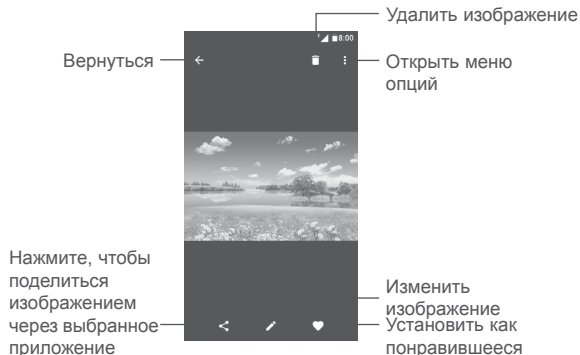 Удалить изображение
8:00
Вернуться
Открыть меню
опций
Нажмите, чтобы
поделиться
изображением
через выбранное
приложение
Изменить
изображение
Установить как
понравившееся